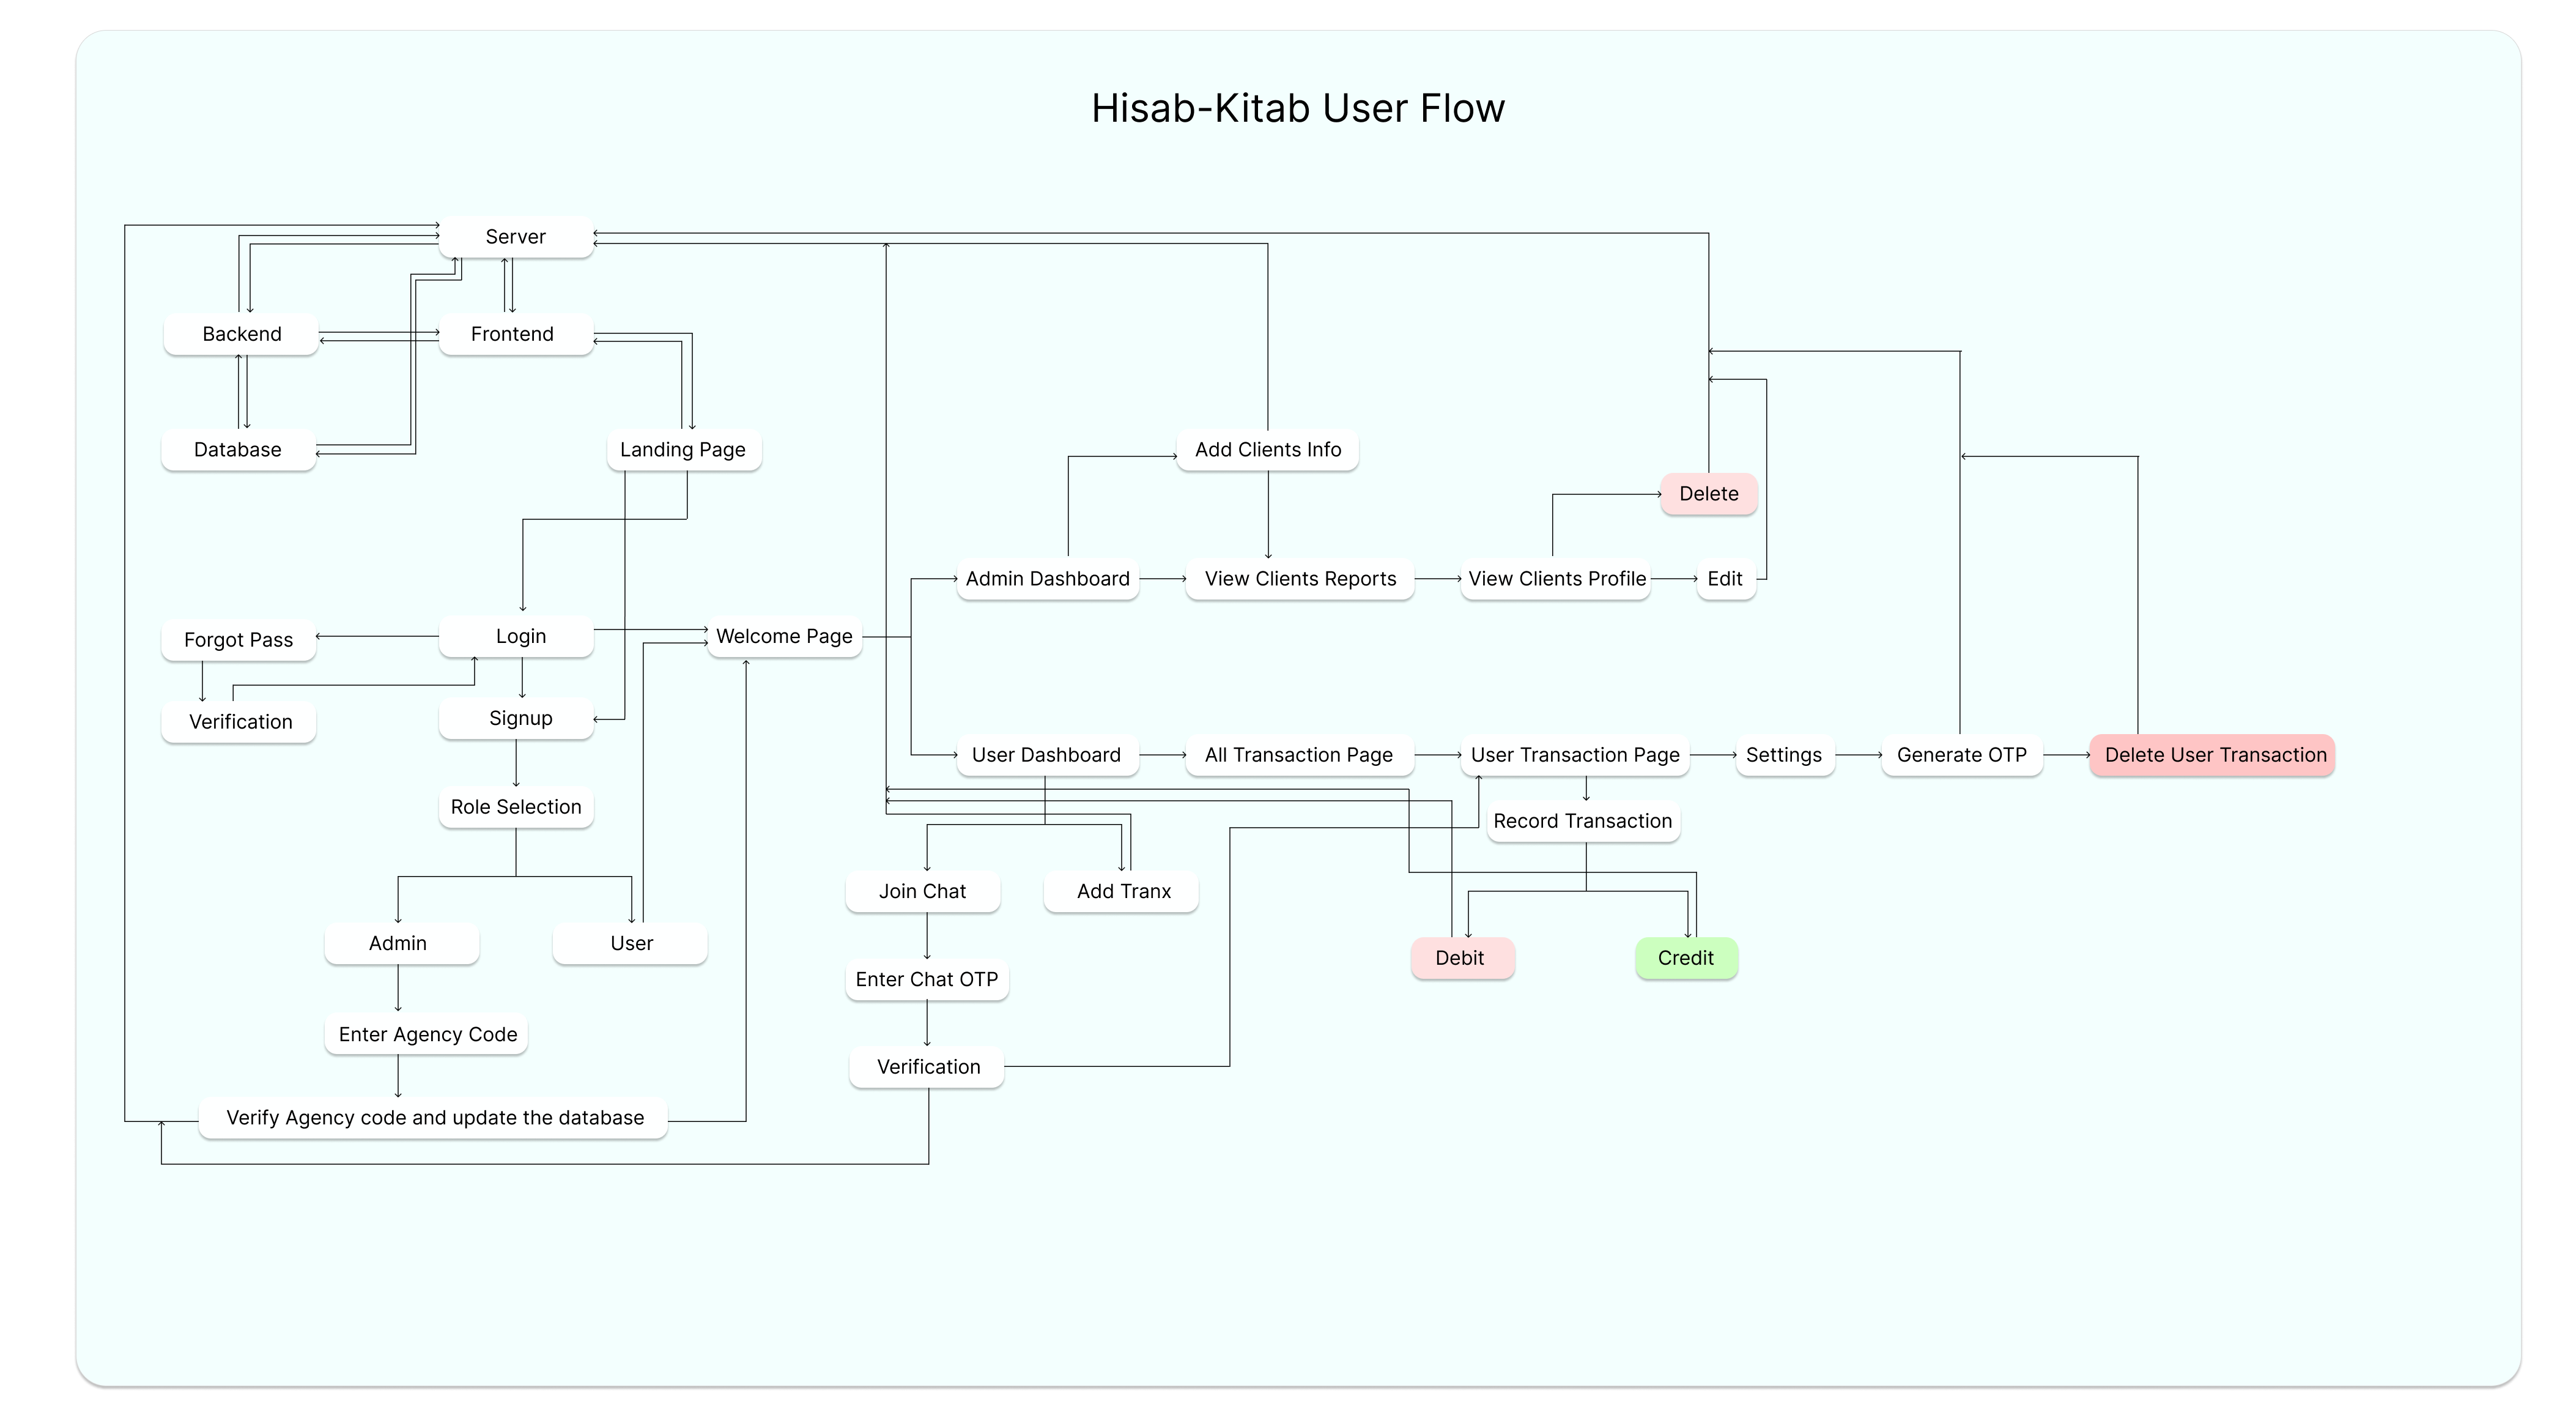 Hisab-Kitab User Flow
Server
Backend
Frontend
Database
Landing Page
Add Clients Info
Delete
Admin Dashboard
View Clients Reports
View Clients Profile
Edit
Forgot Pass
Login
Welcome Page
Verification
Signup
User Dashboard
All Transaction Page
User Transaction Page
Settings
Generate OTP
Delete User Transaction
Role Selection
Record Transaction
Join Chat
Add Tranx
Admin
User
Debit
Credit
Enter Chat OTP
Enter Agency Code
Verification
Verify Agency code and update the database